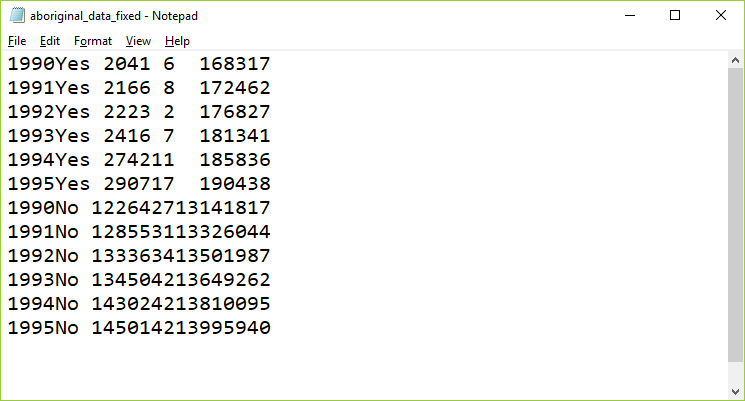 aboriginal_data_fixed - Notepad
File Edit Format View Help
1990Yes 2041 6  168317
1991Yes 2166 8  172462
1992Yes 2223 2  176827
1993Yes 2416 7  181341
1994Yes 274211  185836
1995Yes 290717  190438
1990No 122642713141817
1991No 128553113326044
1992No 133363413501987
1993No 134504213649262
1994No 143024213810095
1995No 145014213995940